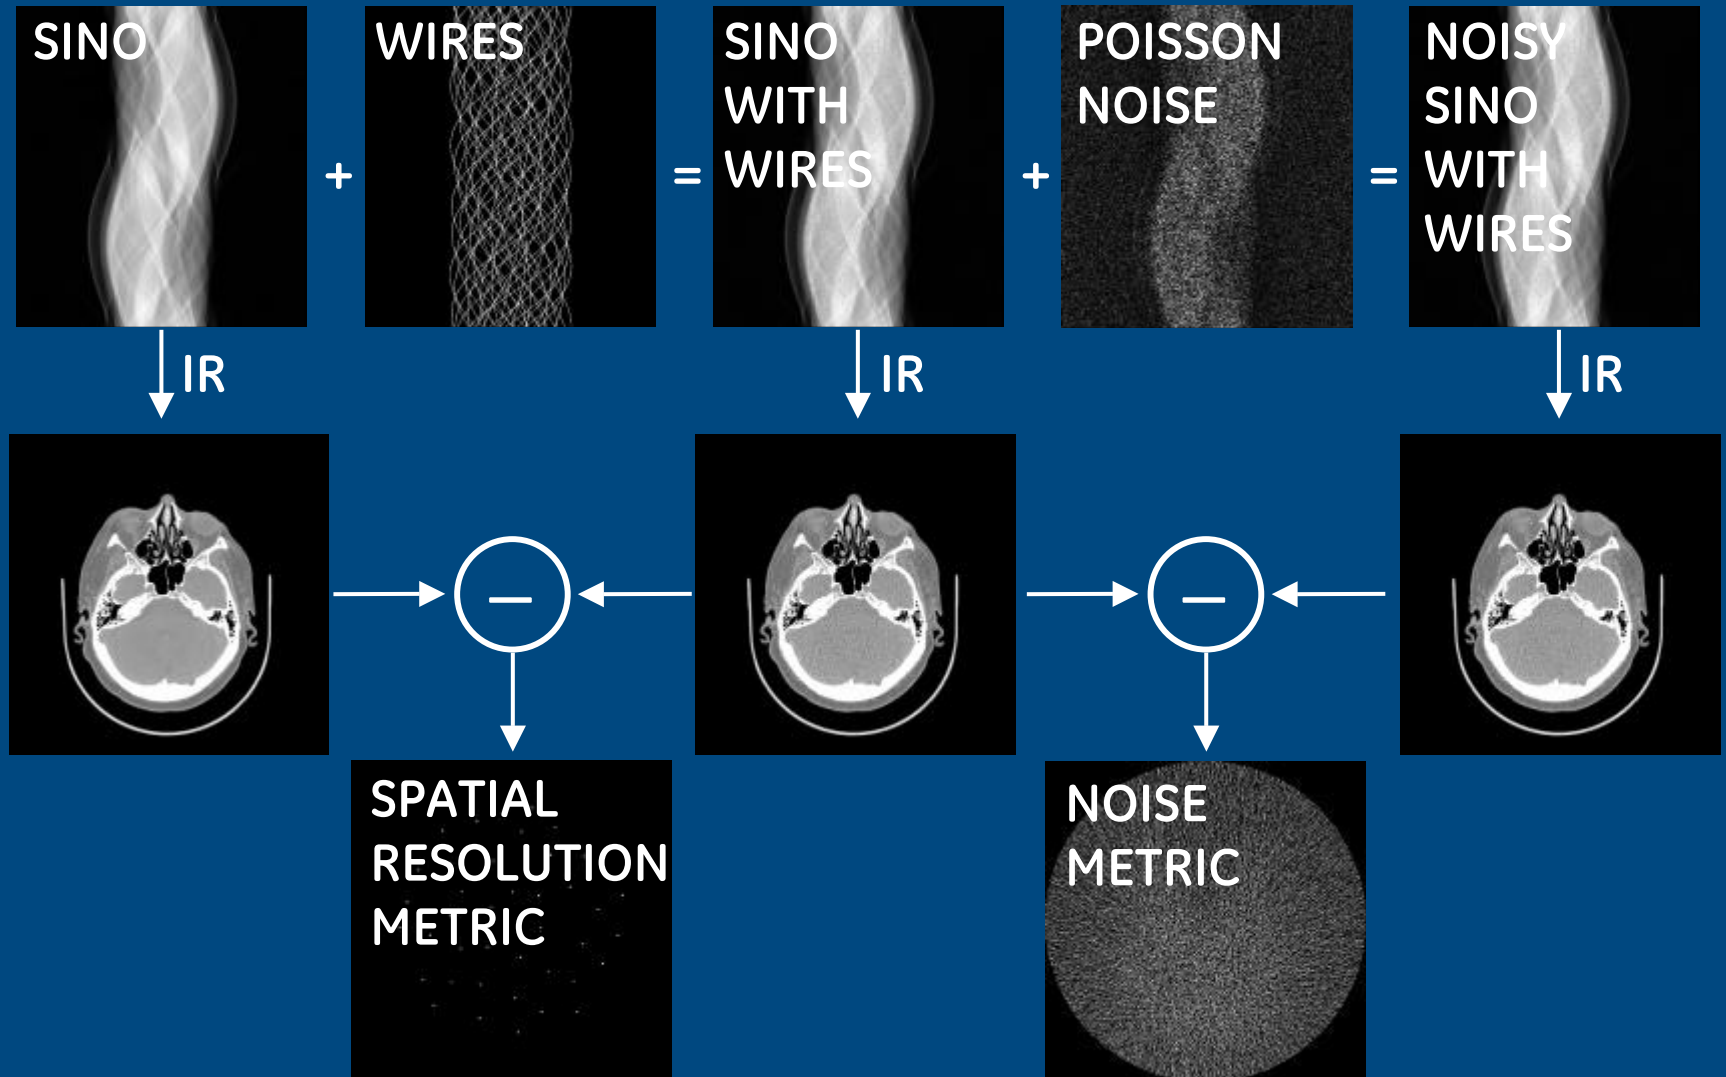 SINO
+
WIRES
=
SINO
WITH
WIRES
+
POISSON
NOISE
=
NOISY
SINO
WITH
WIRES
IR
IR
IR
–
–
SPATIAL
RESOLUTION
METRIC
NOISE
METRIC